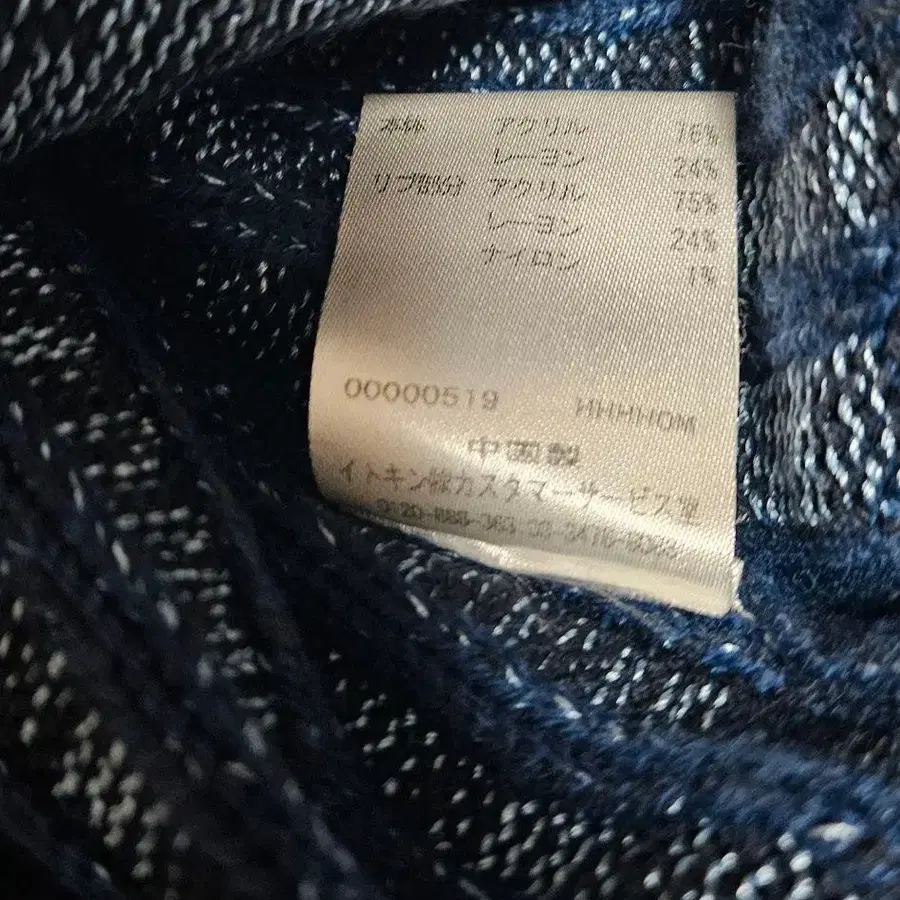 本体 アクリル 76%
レーヨン 24%
リブ部分 アクリル 75%
レーヨン 24%
ナイロン 1%
00000519 HHHHOM
中国製
イトキン㈱カスタマーサービス室